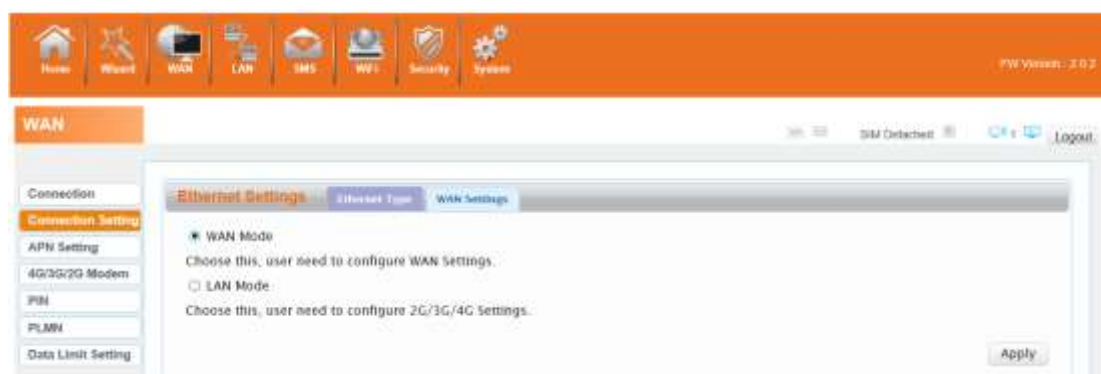 Home Wizard WAN LAN SMS WiFi Security System
FW Version : 2.0.2
WAN
SIM Detached
Logout
Connection
Connection Setting
APN Setting
4G/3G/2G Modem
PIN
PLMN
Data Limit Setting
Ethernet Settings Ethernet Type WAN Settings
WAN Mode
Choose this, user need to configure WAN Settings.
LAN Mode
Choose this, user need to configure 2G/3G/4G Settings.
Apply